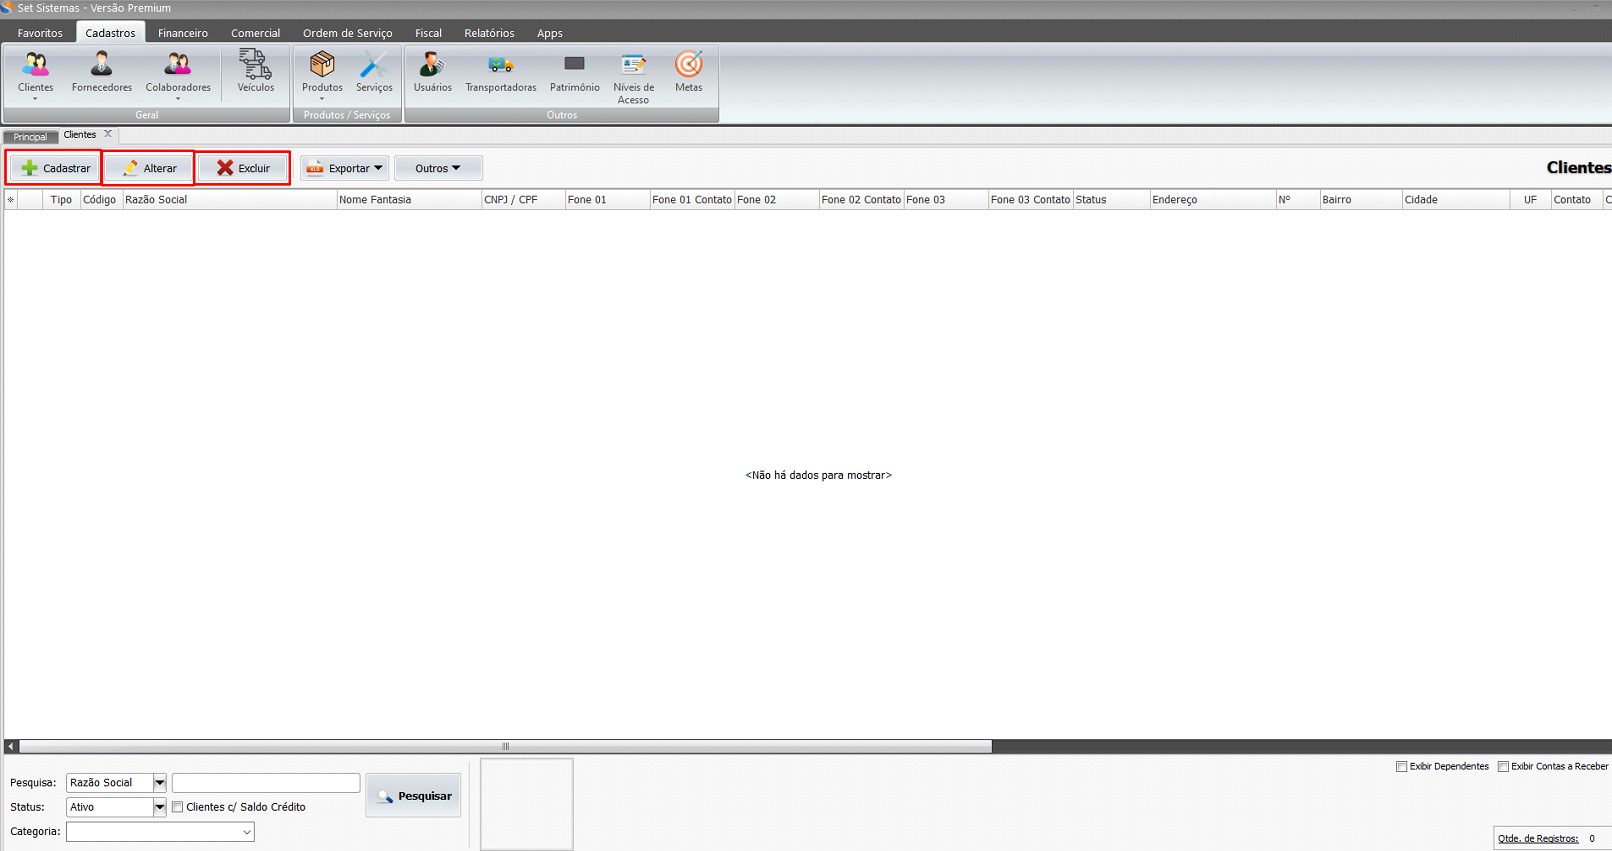 Set Sistemas - Versão Premium
Favoritos Cadastros Financeiro Comercial Ordem de Serviço Fiscal Relatórios Apps
Clientes Fornecedores Colaboradores Veículos Produtos Serviços Usuários Transportadoras Patrimônio Níveis de Acesso Metas
Geral Produtos / Serviços Outros
Principal Clientes X
Cadastrar Alterar Excluir XLS Exportar Outros Clientes
Tipo Código Razão Social Nome Fantasia CNPJ / CPF Fone 01 Fone 01 Contato Fone 02 Fone 02 Contato Fone 03 Fone 03 Contato Status Endereço Nº Bairro Cidade UF Contato C
<Não há dados para mostrar>
Exibir Dependentes Exibir Contas a Receber
Pesquisa: Razão Social Pesquisar
Status: Ativo Clientes c/ Saldo Crédito
Categoria:
Qtde. de Registros: 0